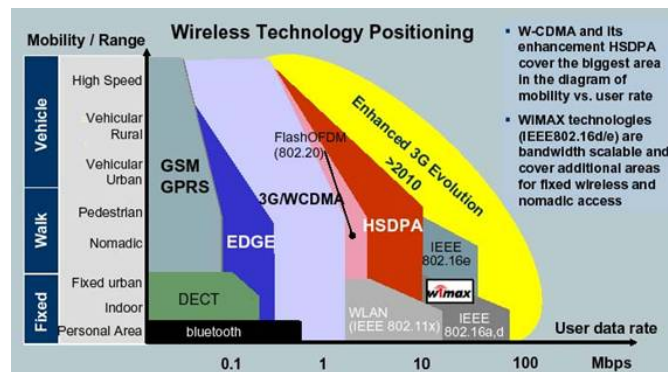 Wireless Technology Positioning
Mobility / Range
Vehicle
High Speed
Vehicular
Rural
Vehicular
Urban
Walk
Pedestrian
Nomadic
Fixed
Fixed urban
Indoor
Personal Area
GSM
GPRS
EDGE
DECT
bluetooth
FlashOFDM
(802.20)
3G/WCDMA
HSDPA
Enhanced 3G Evolution
>2010
IEEE
802.16e
wimax
WLAN
(IEEE 802.11x)
IEEE
802.16a,d
User data rate
0.1
1
10
100
Mbps
W-CDMA and its
enhancement HSDPA
cover the biggest area
in the diagram of
mobility vs. user rate
WiMAX technologies
(IEEE802.16d/e) are
bandwidth scalable and
cover additional areas
for fixed wireless and
nomadic access